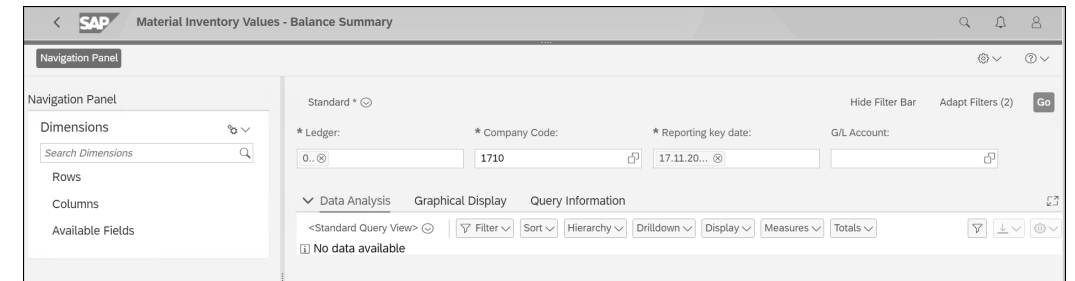 SAP Material Inventory Values - Balance Summary
Navigation Panel
Navigation Panel
Dimensions
Search Dimensions
Rows
Columns
Available Fields
Standard * Hide Filter Bar Adapt Filters (2) Go
* Ledger: * Company Code: * Reporting key date: G/L Account:
0.. 1710 17.11.20...
Data Analysis Graphical Display Query Information
<Standard Query View> Filter Sort Hierarchy Drilldown Display Measures Totals
No data available